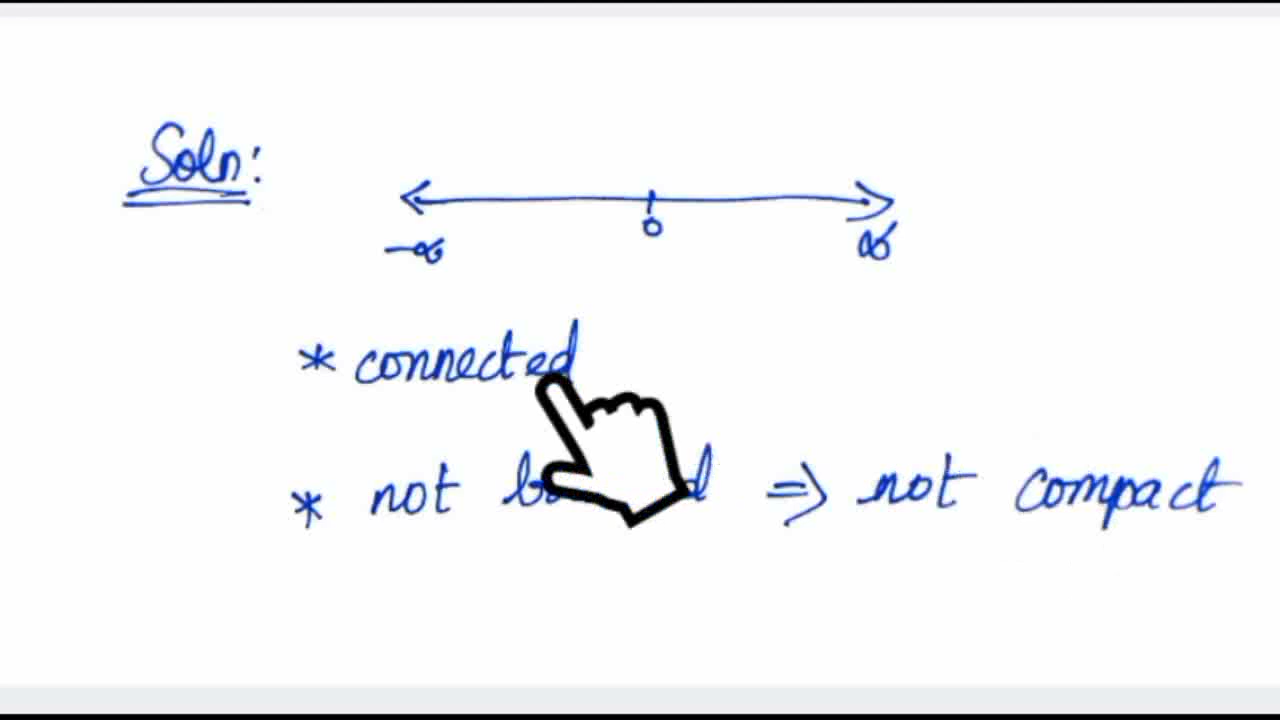 Soln:
0
-∞ ∞
* connected
* not ⇒ not compact